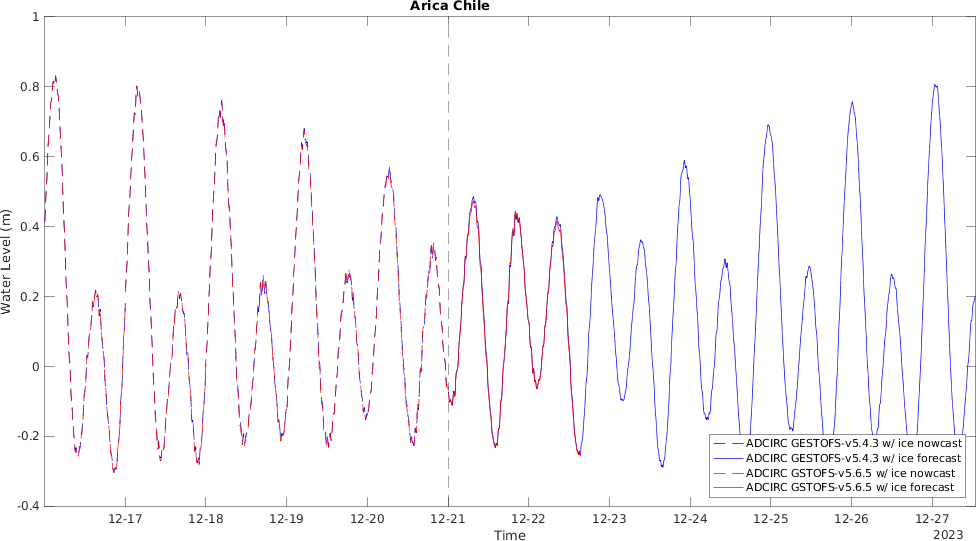 Arica Chile
1
0.8
0.6
0.4
0.2
0
-0.2
-0.4
Water Level (m)
12-17 12-18 12-19 12-20 12-21 12-22 12-23 12-24 12-25 12-26 12-27
Time
2023
ADCIRC GESTOFS-v5.4.3 w/ ice nowcast
ADCIRC GESTOFS-v5.4.3 w/ ice forecast
ADCIRC GSTOFS-v5.6.5 w/ ice nowcast
ADCIRC GSTOFS-v5.6.5 w/ ice forecast